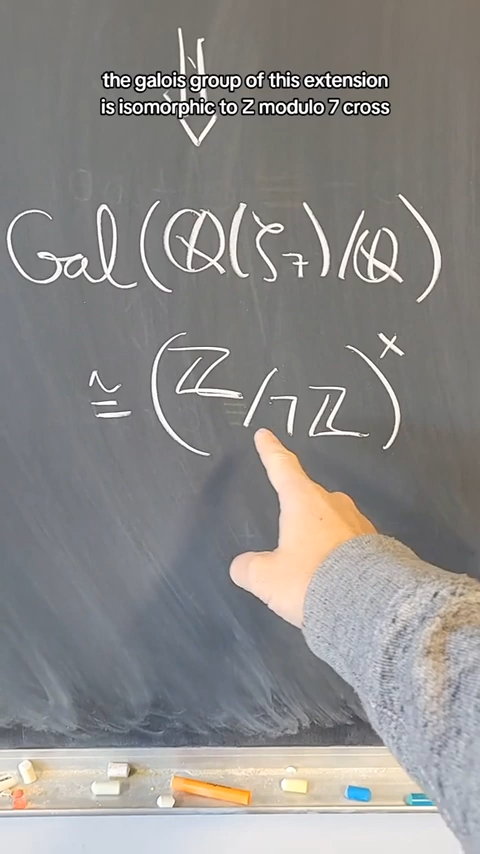 the galois group of this extension
is isomorphic to Z modulo 7 cross
Gal(ℚ(ζ₇)/ℚ)
≅ (ℤ/7ℤ)ˣ